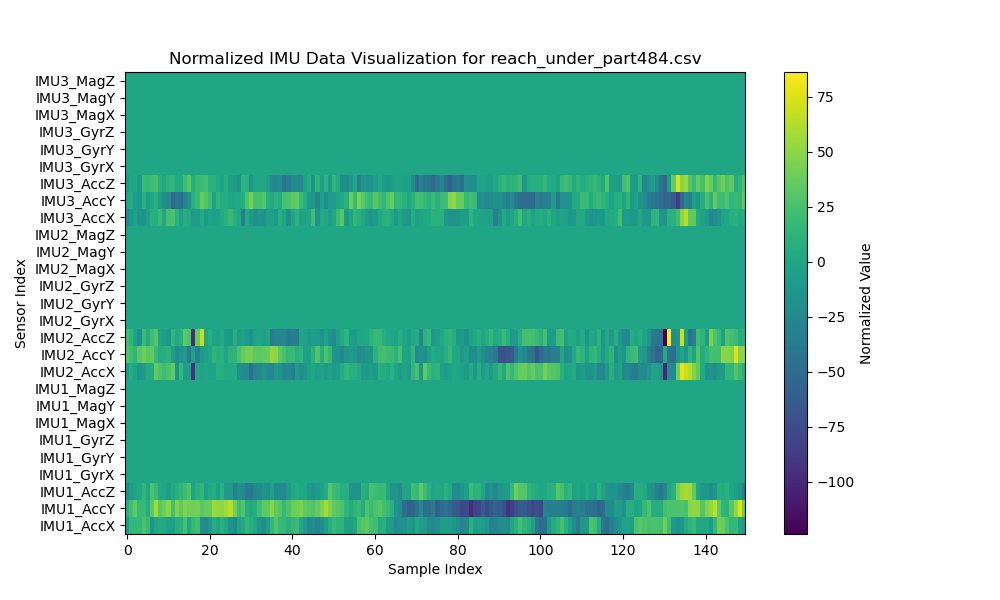 Normalized IMU Data Visualization for reach_under_part484.csv
IMU3_MagZ
IMU3_MagY
IMU3_MagX
IMU3_GyrZ
IMU3_GyrY
IMU3_GyrX
IMU3_AccZ
IMU3_AccY
IMU3_AccX
IMU2_MagZ
IMU2_MagY
IMU2_MagX
IMU2_GyrZ
IMU2_GyrY
IMU2_GyrX
IMU2_AccZ
IMU2_AccY
IMU2_AccX
IMU1_MagZ
IMU1_MagY
IMU1_MagX
IMU1_GyrZ
IMU1_GyrY
IMU1_GyrX
IMU1_AccZ
IMU1_AccY
IMU1_AccX
Sensor Index
0 20 40 60 80 100 120 140
Sample Index
75
50
25
0
−25
−50
−75
−100
Normalized Value